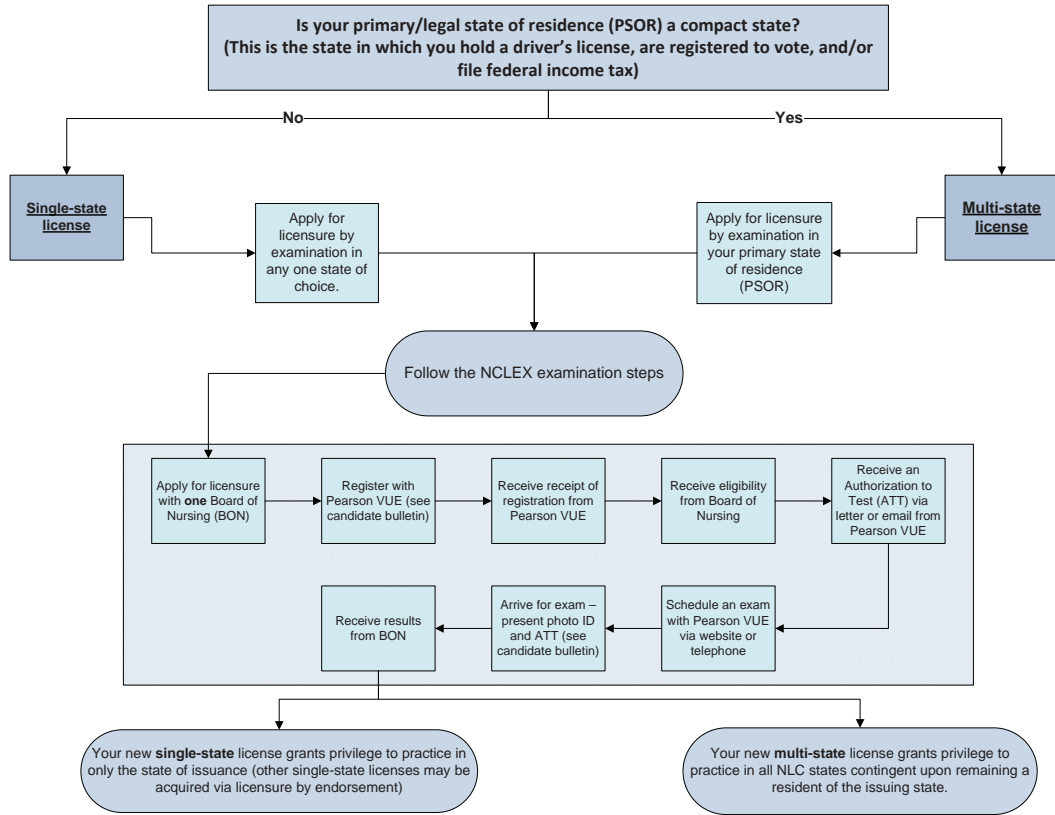 Is your primary/legal state of residence (PSOR) a compact state?
(This is the state in which you hold a driver's license, are registered to vote, and/or
file federal income tax)
No
Yes
Single-state
license
Apply for
licensure by
examination in
any one state of
choice.
Apply for licensure
by examination in
your primary state
of residence
(PSOR)
Multi-state
license
Follow the NCLEX examination steps
Apply for licensure
with one Board of
Nursing (BON)
Register with
Pearson VUE (see
candidate bulletin)
Receive receipt of
registration from
Pearson VUE
Receive eligibility
from Board of
Nursing
Receive an
Authorization to
Test (ATT) via
letter or email from
Pearson VUE
Receive results
from BON
Arrive for exam –
present photo ID
and ATT (see
candidate bulletin)
Schedule an exam
with Pearson VUE
via website or
telephone
Your new single-state license grants privilege to practice in
only the state of issuance (other single-state licenses may be
acquired via licensure by endorsement)
Your new multi-state license grants privilege to
practice in all NLC states contingent upon remaining a
resident of the issuing state.